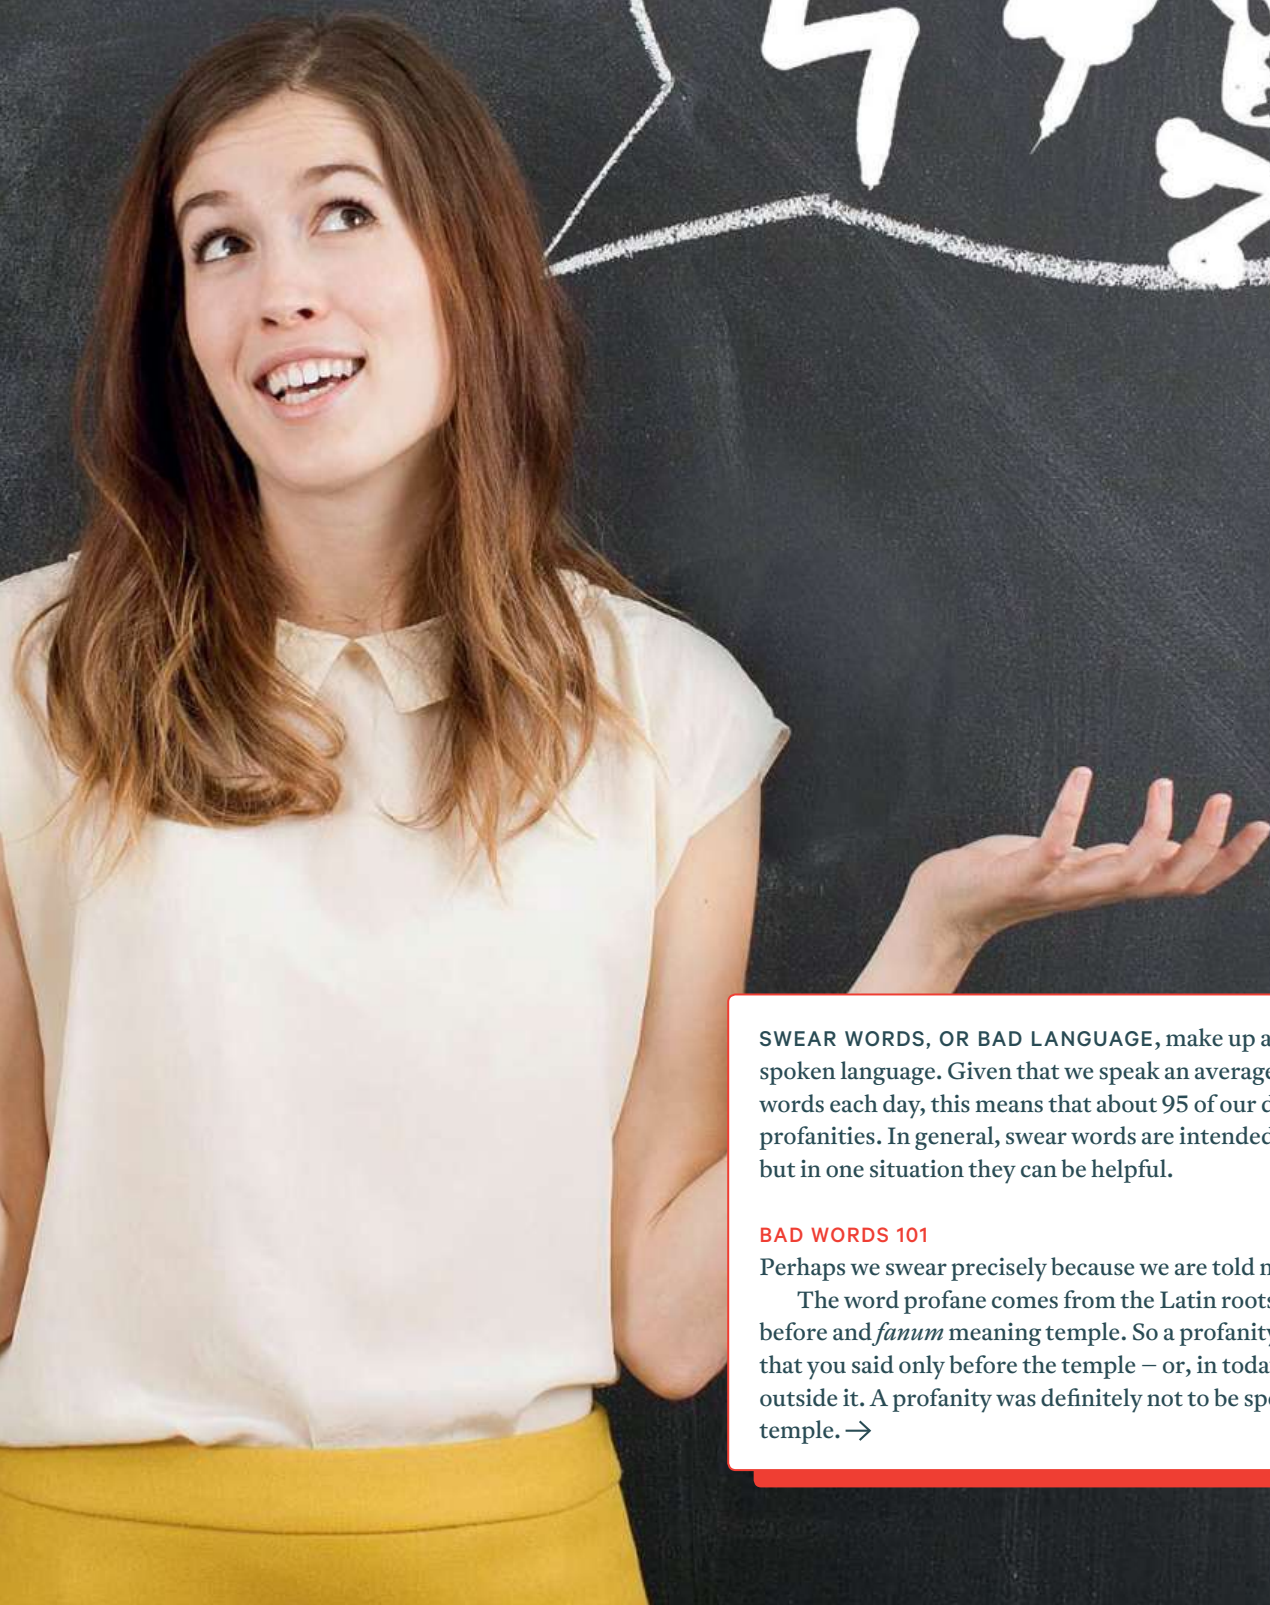 SWEAR WORDS, OR BAD LANGUAGE, make up a
spoken language. Given that we speak an average
words each day, this means that about 95 of our
profanities. In general, swear words are intended
but in one situation they can be helpful.
BAD WORDS 101
Perhaps we swear precisely because we are told
The word profane comes from the Latin roots
before and fanum meaning temple. So a profanity
that you said only before the temple – or, in
outside it. A profanity was definitely not to be
temple. →